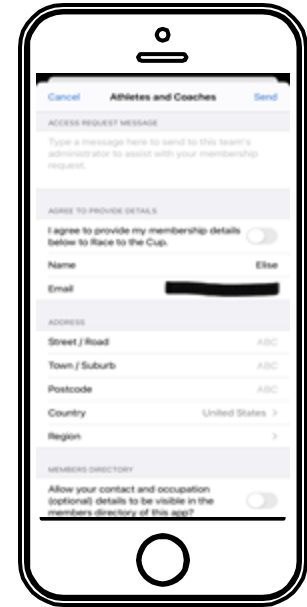 Cancel Athletes and Coaches Send
ACCESS REQUEST MESSAGE
Type a message here to send to this team's
administrator to assist with your membership
request.
AGREE TO PROVIDE DETAILS
I agree to provide my membership details
below to Race to the Cup.
Name Elise
Email
ADDRESS
Street / Road ABC
Town / Suburb ABC
Postcode ABC
Country United States >
Region >
MEMBERS DIRECTORY
Allow your contact and occupation
(optional) details to be visible in the
members directory of this app?